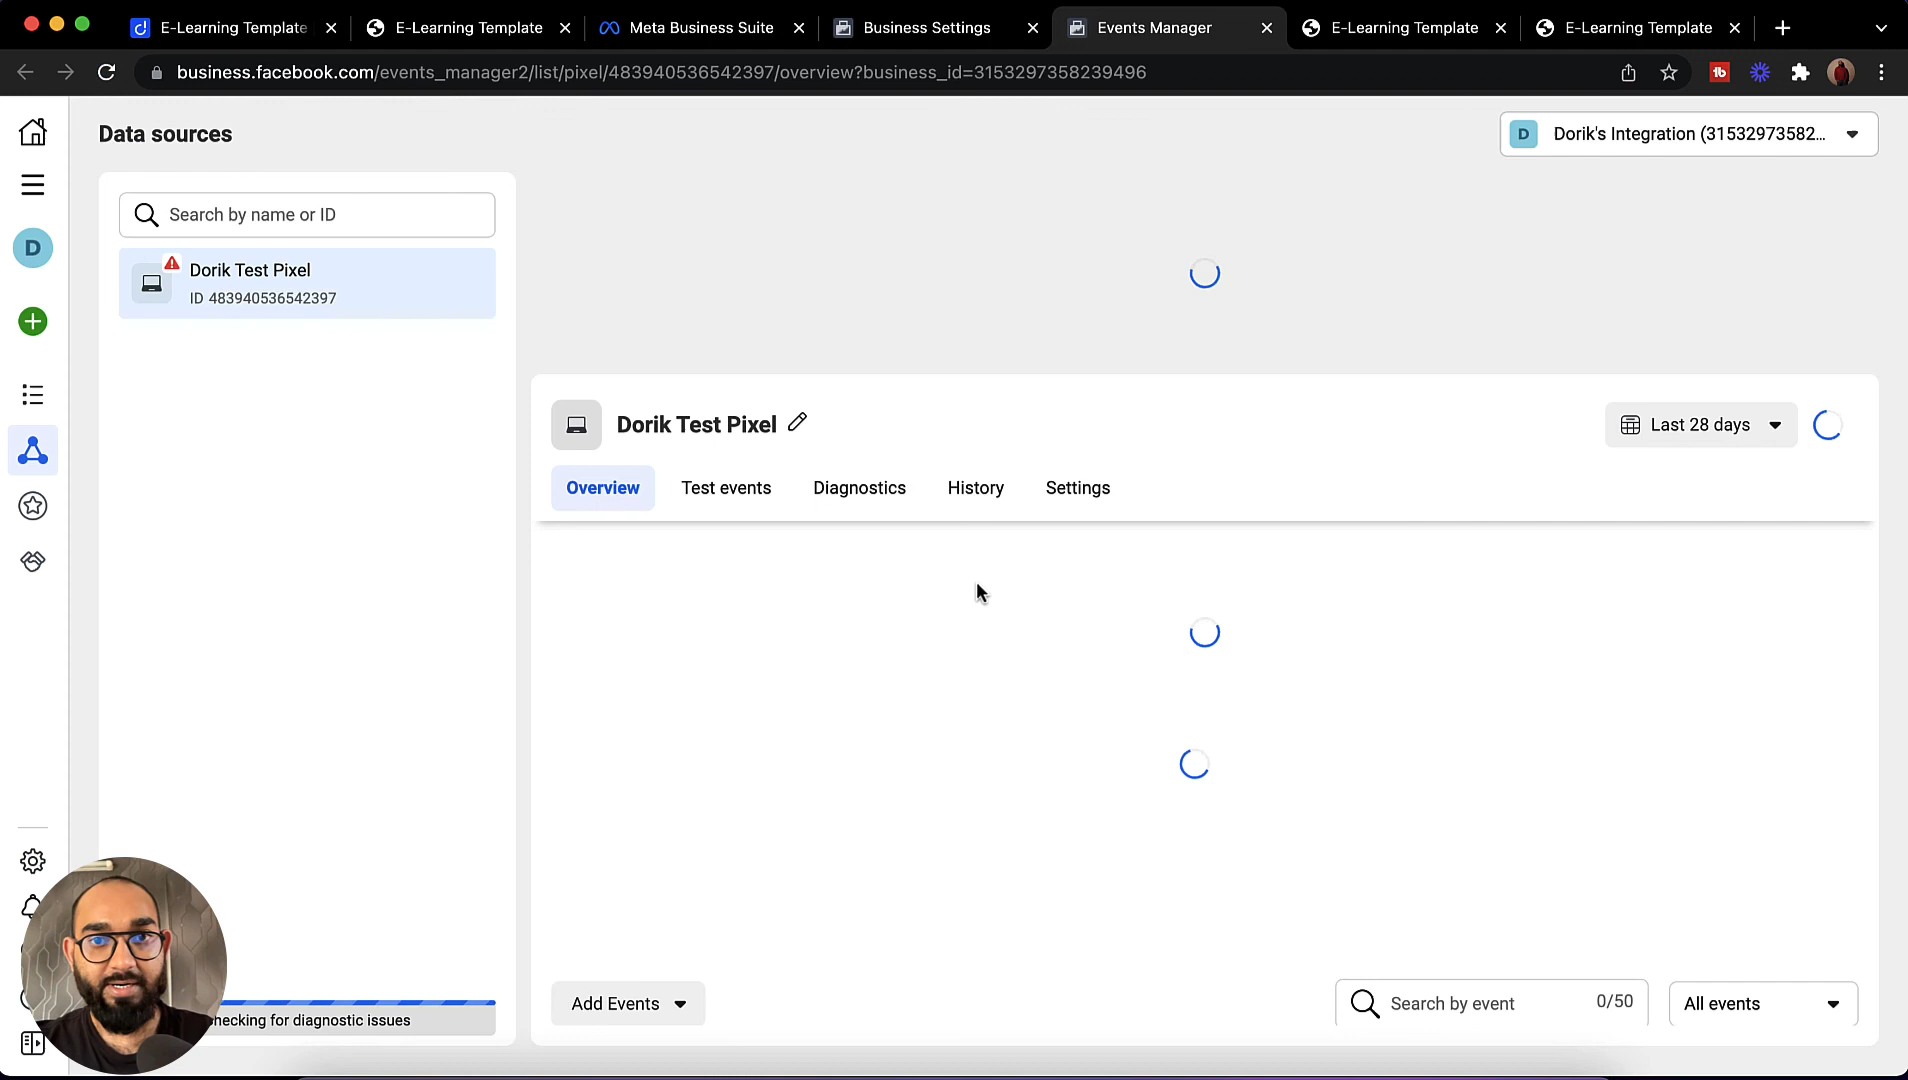 E-Learning Template
E-Learning Template
Meta Business Suite
Business Settings
Events Manager
E-Learning Template
E-Learning Template
business.facebook.com/events_manager2/list/pixel/483940536542397/overview?business_id=3153297358239496
Data sources
D
Dorik's Integration (31532973582...
Search by name or ID
D
Dorik Test Pixel
ID 483940536542397
Dorik Test Pixel
Last 28 days
Overview
Test events
Diagnostics
History
Settings
Add Events
Search by event
0/50
All events
hecking for diagnostic issues